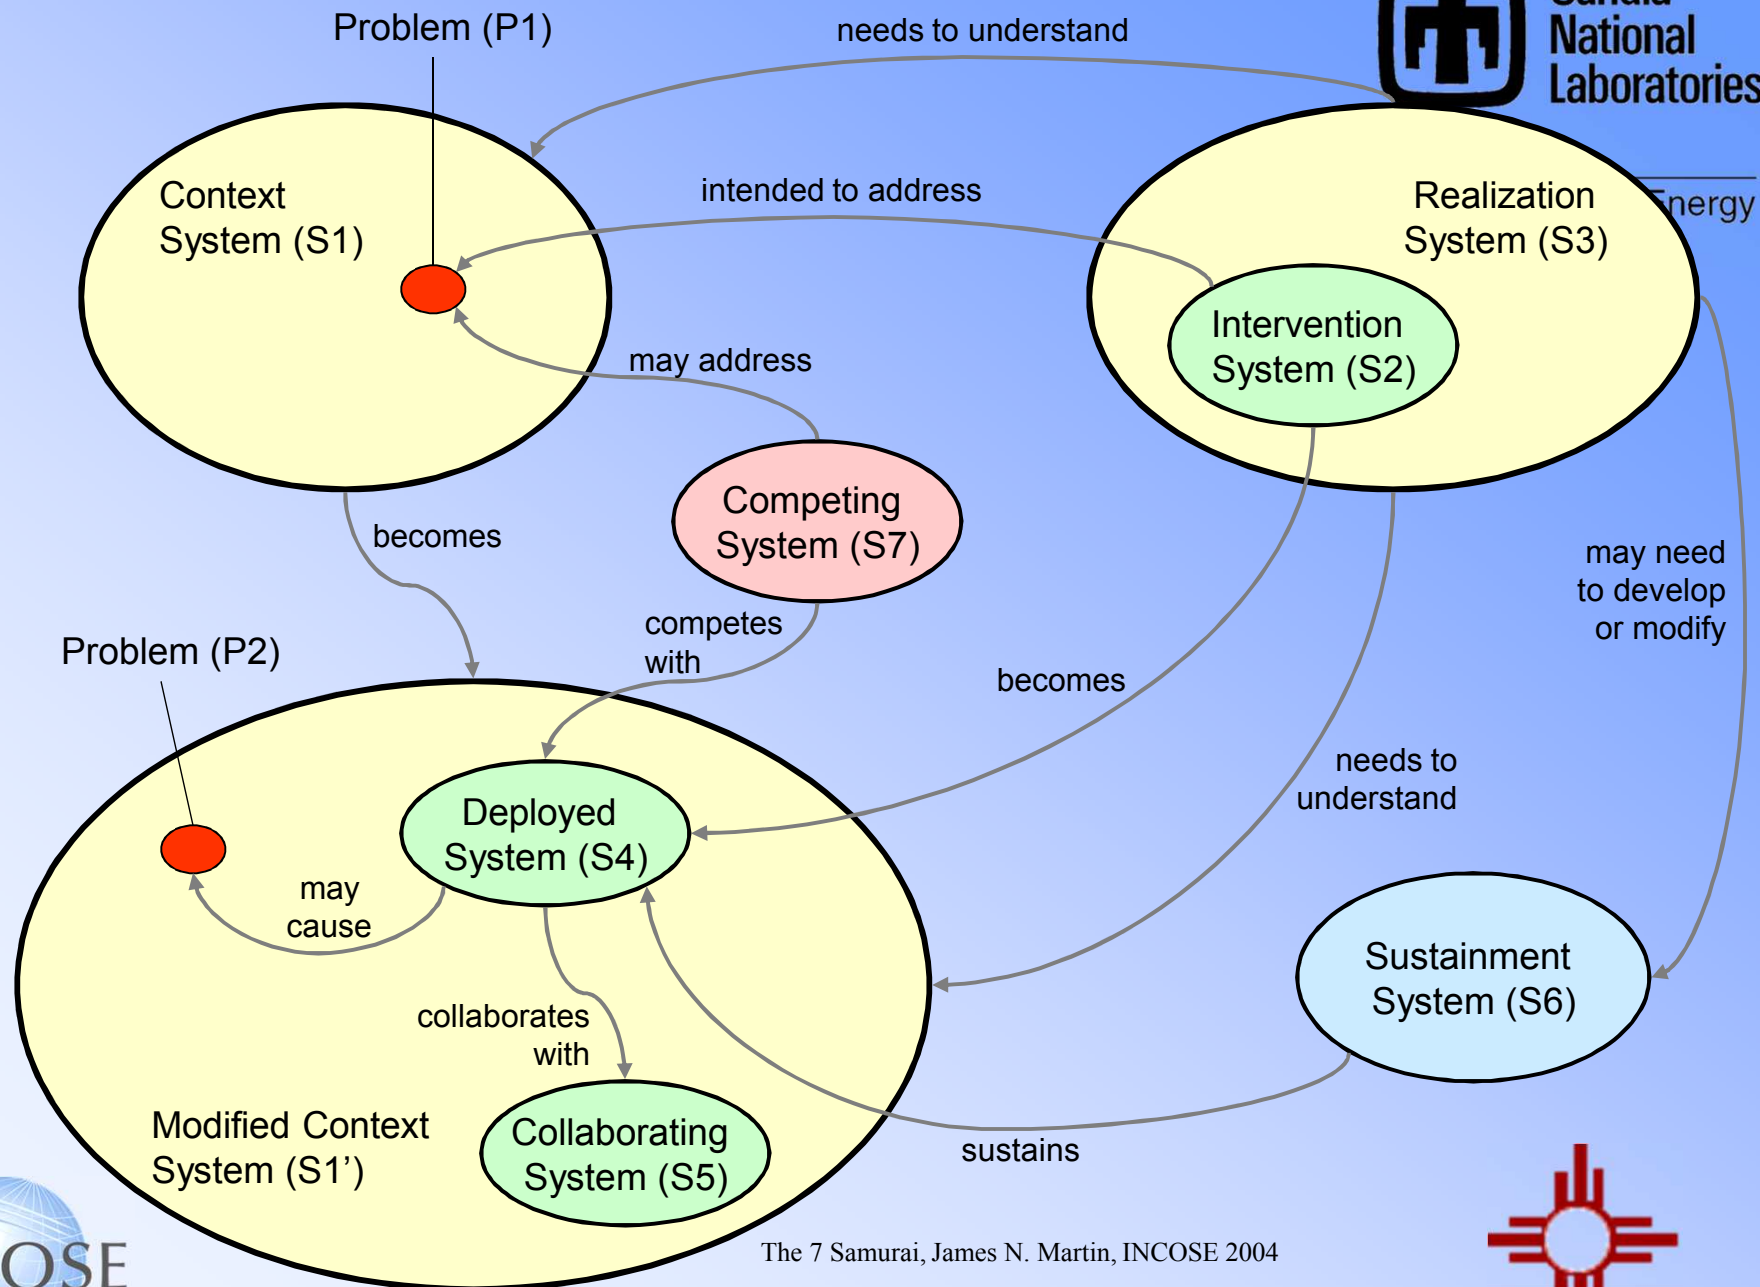 Problem (P1)
needs to understand
National
Laboratories
Context
System (S1)
intended to address
Realization
System (S3)
Intervention
System (S2)
may address
Competing
System (S7)
becomes
may need
to develop
or modify
competes
with
Problem (P2)
becomes
needs to
understand
Deployed
System (S4)
may
cause
Sustainment
System (S6)
collaborates
with
Modified Context
System (S1’)
Collaborating
System (S5)
sustains
The 7 Samurai, James N. Martin, INCOSE 2004